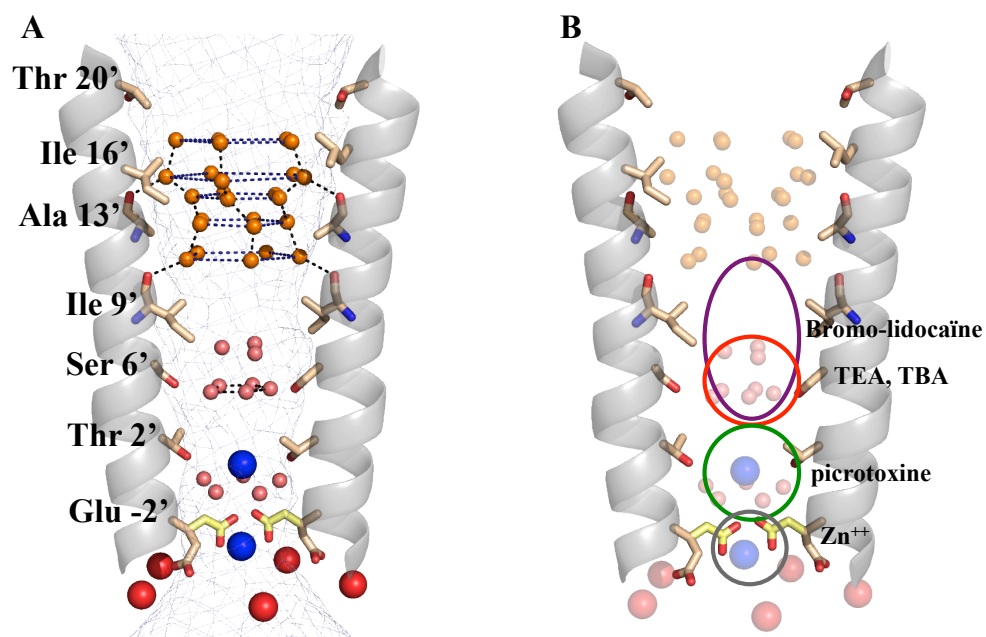 A
Thr 20’
Ile 16’
Ala 13’
Ile 9’
Ser 6’
Thr 2’
Glu -2’
B
Bromo-lidocaïne
TEA, TBA
picrotoxine
Zn⁺⁺